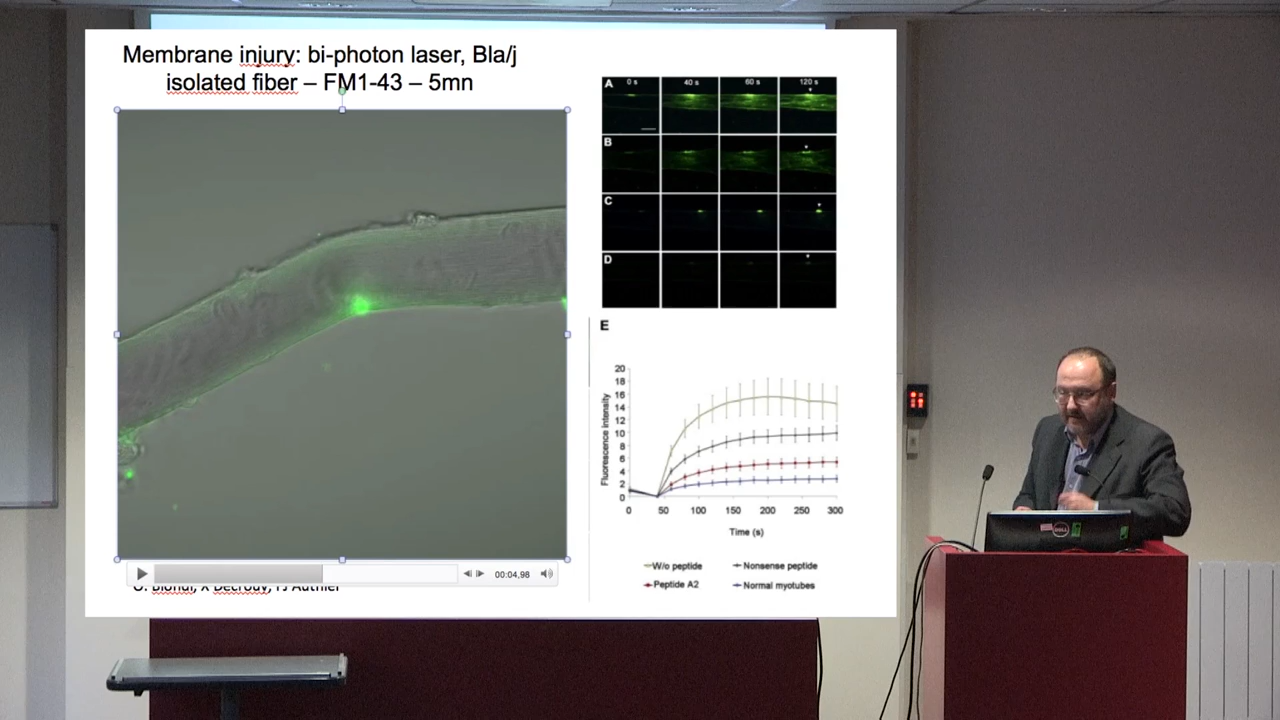 Membrane injury: bi-photon laser, Bla/j
isolated fiber – FM1-43 – 5mn
A
0 s
40 s
60 s
120 s
B
C
D
E
20
18
16
14
12
10
8
6
4
2
0
Fluorescence intensity
0
50
100
150
200
250
300
Time (s)
W/o peptide
Nonsense peptide
Peptide A2
Normal myotubes
00:04,98
DELL